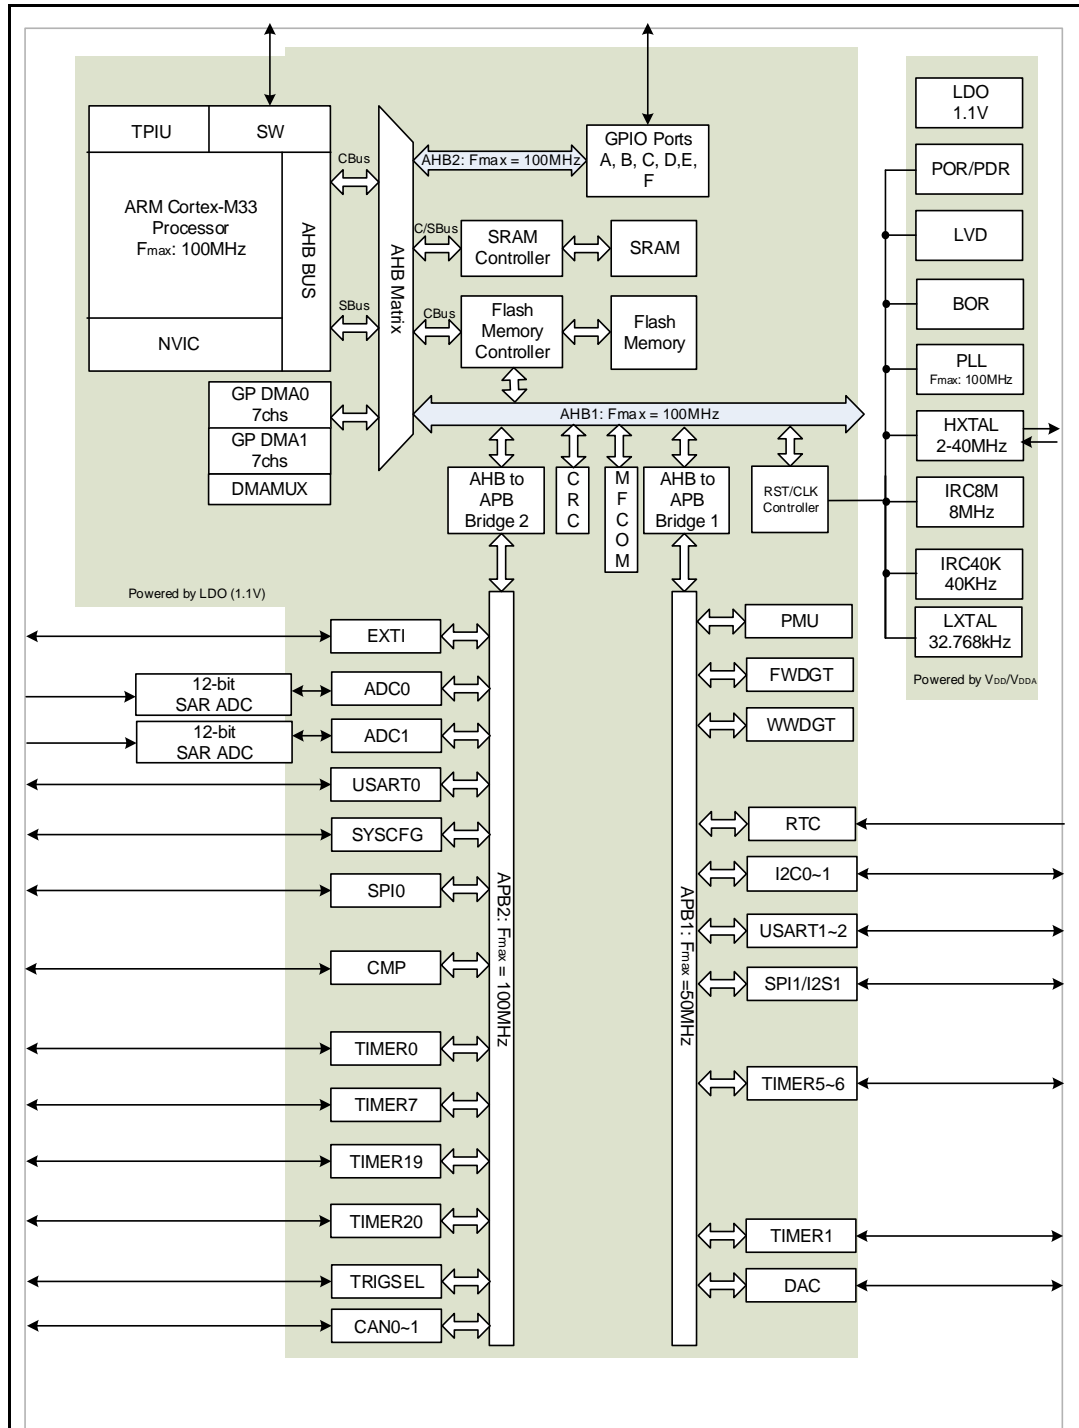 TPIU
SW
ARM Cortex-M33
Processor
Fmax: 100MHz
AHB BUS
NVIC
GP DMA0
7chs
GP DMA1
7chs
DMAMUX
CBus
SBus
AHB Matrix
AHB2: Fmax = 100MHz
GPIO Ports
A, B, C, D,E,
F
C/SBus
SRAM
Controller
SRAM
CBus
Flash
Memory
Controller
Flash
Memory
AHB1: Fmax = 100MHz
AHB to
APB
Bridge 2
CRC
MFCOM
AHB to
APB
Bridge 1
RST/CLK
Controller
LDO
1.1V
POR/PDR
LVD
BOR
PLL
Fmax: 100MHz
HXTAL
2-40MHz
IRC8M
8MHz
IRC40K
40KHz
LXTAL
32.768kHz
Powered by VDD/VDDA
Powered by LDO (1.1V)
EXTI
12-bit
SAR ADC
ADC0
12-bit
SAR ADC
ADC1
USART0
SYSCFG
SPI0
CMP
TIMER0
TIMER7
TIMER19
TIMER20
TRIGSEL
CAN0~1
APB2: Fmax = 100MHz
APB1: Fmax =50MHz
PMU
FWDGT
WWDGT
RTC
I2C0~1
USART1~2
SPI1/I2S1
TIMER5~6
TIMER1
DAC